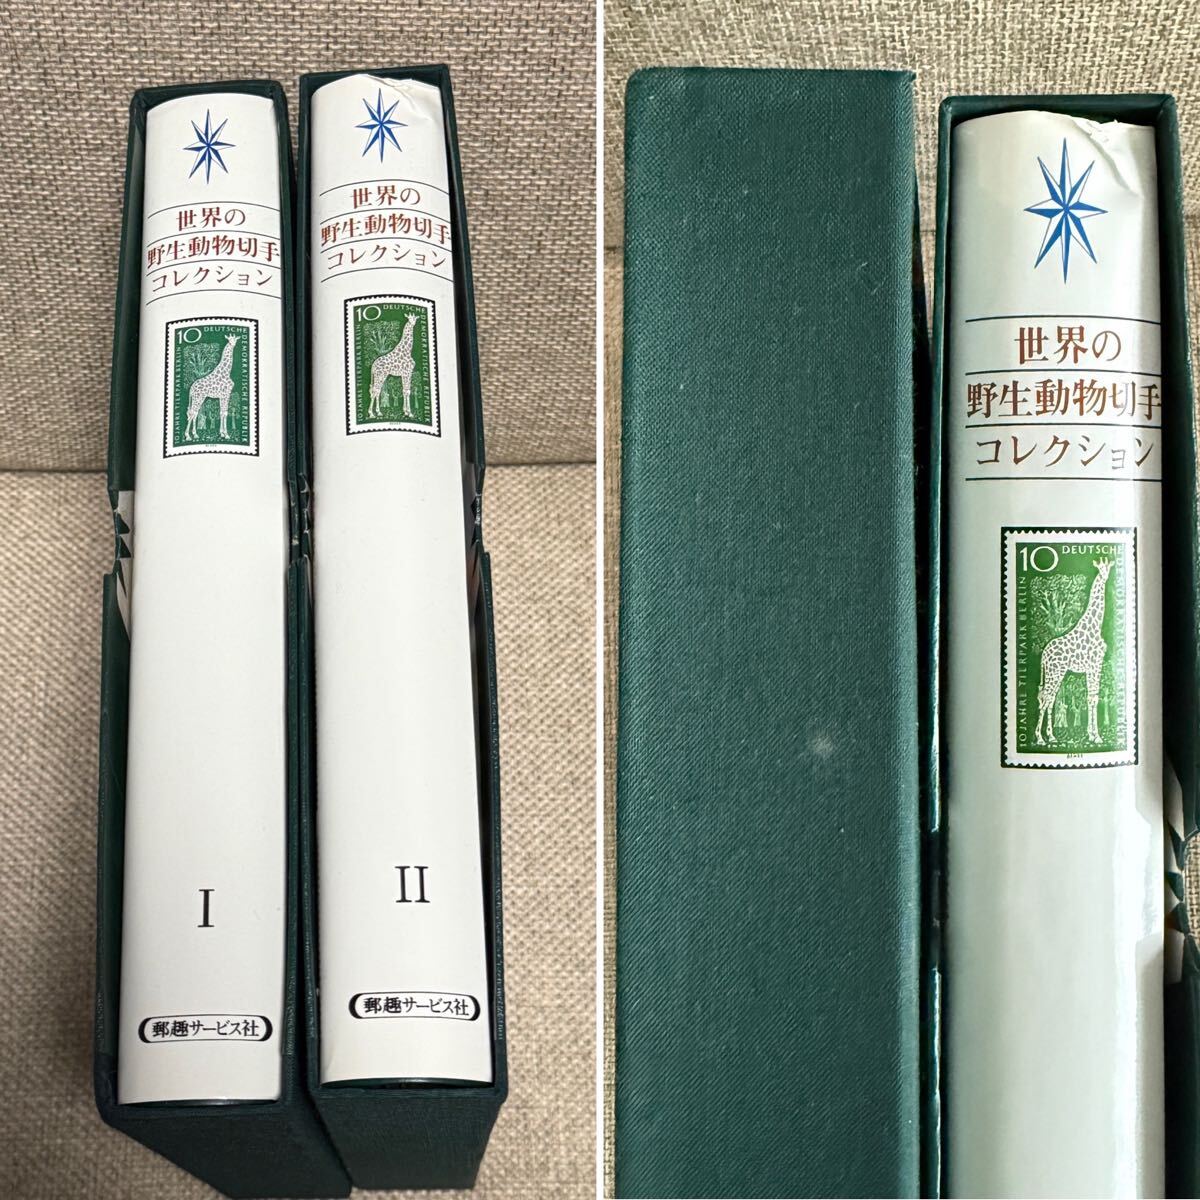 世界の
野生動物切手
コレクション
10 DEUTSCHE
DEMOKRATISCHE REPUBLIK
10 JAHRE TIERPARK BERLIN
I
郵趣サービス社
世界の
野生動物切手
コレクション
10 DEUTSCHE
DEMOKRATISCHE REPUBLIK
10 JAHRE TIERPARK BERLIN
II
郵趣サービス社
世界の
野生動物切手
コレクション
10 DEUTSCHE
DEMOKRATISCHE REPUBLIK
10 JAHRE TIERPARK BERLIN